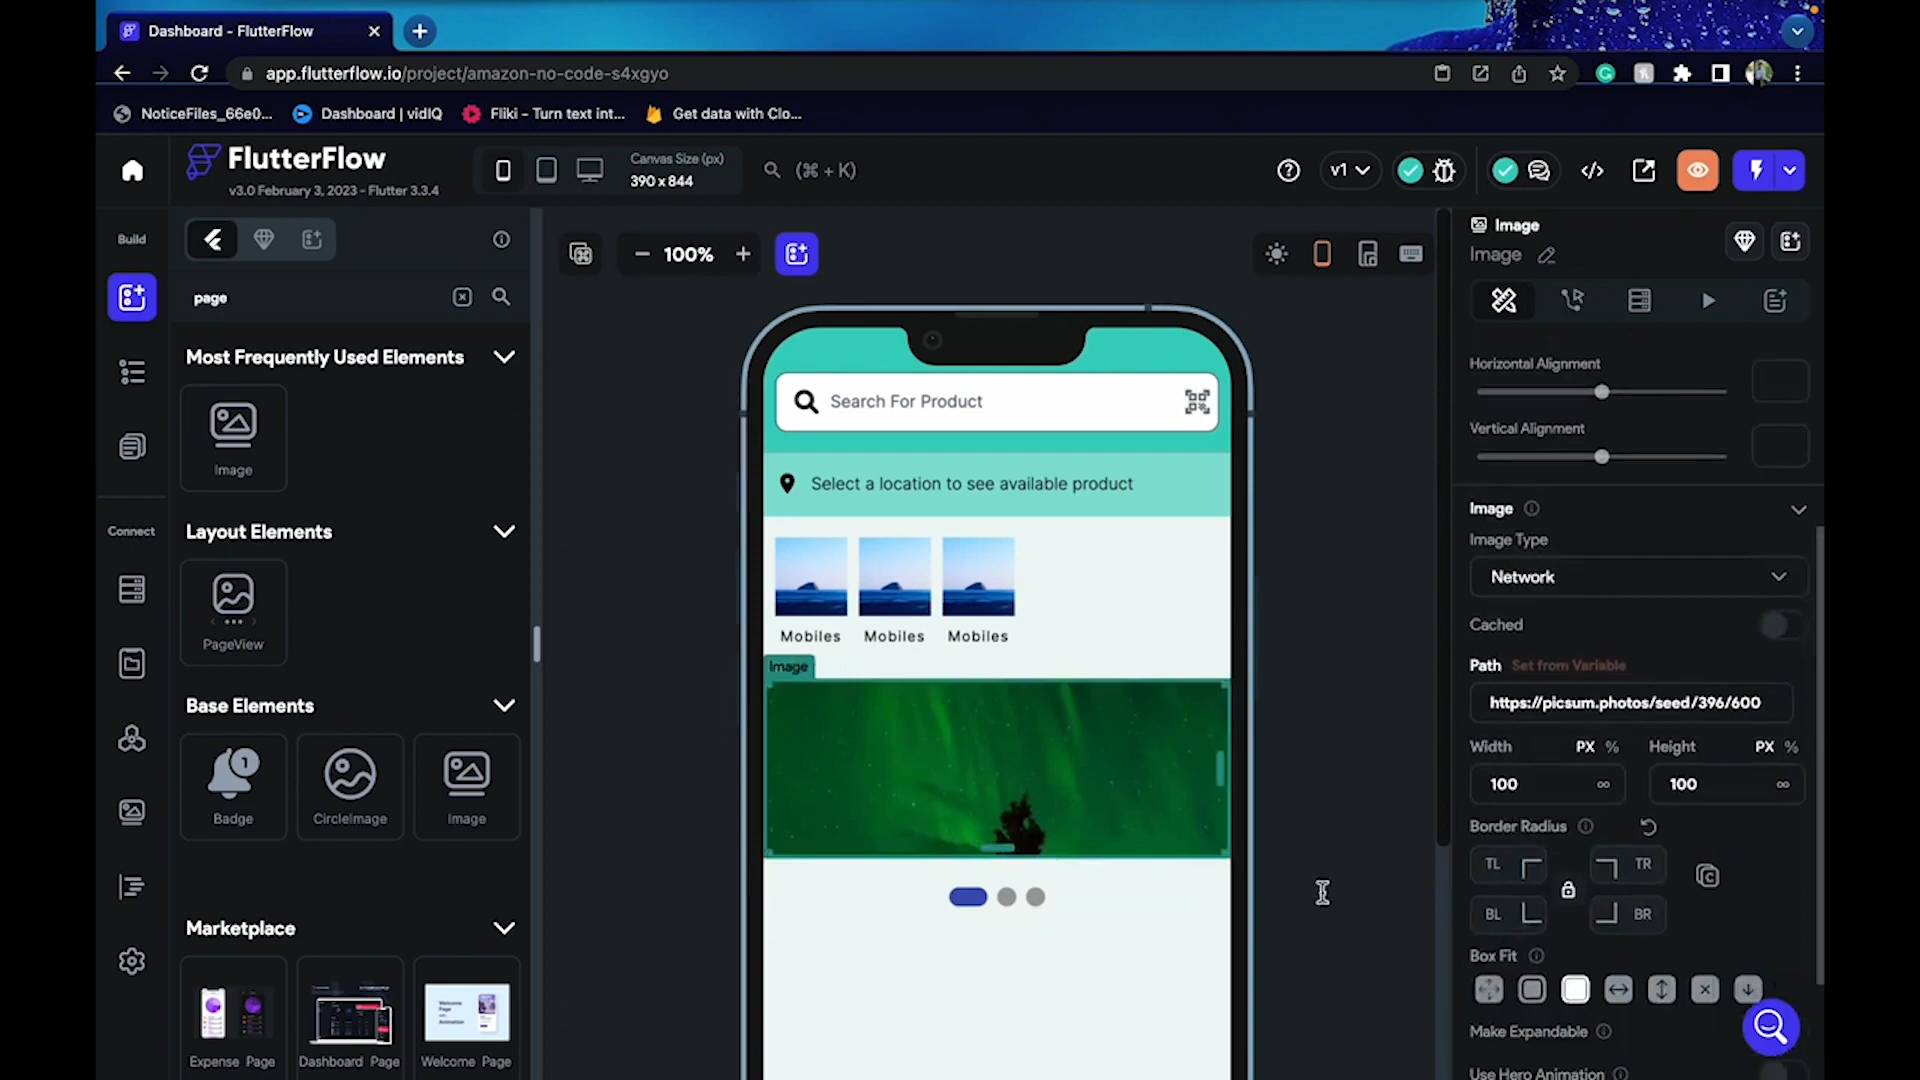 Dashboard - FlutterFlow
app.flutterflow.io/project/amazon-no-code-s4xgyo
NoticeFiles_66e0...
Dashboard | vidIQ
Fliki - Turn text int...
Get data with Clo...
FlutterFlow
v3.0 February 3, 2023 - Flutter 3.3.4
Canvas Size (px)
390 x 844
(⌘ + K)
v1
Build
page
100%
Most Frequently Used Elements
Image
Layout Elements
PageView
Connect
Base Elements
1
Badge
CircleImage
Image
Marketplace
Expense Page
Dashboard Page
Welcome Page
Search For Product
Select a location to see available product
Mobiles
Mobiles
Mobiles
Image
Image
Image
Horizontal Alignment
Vertical Alignment
Image
Image Type
Network
Cached
Path Set from Variable
https://picsum.photos/seed/396/600
Width PX % Height PX %
100 ∞ 100 ∞
Border Radius
TL TR
BL BR
Box Fit
Make Expandable
Use Hero Animation